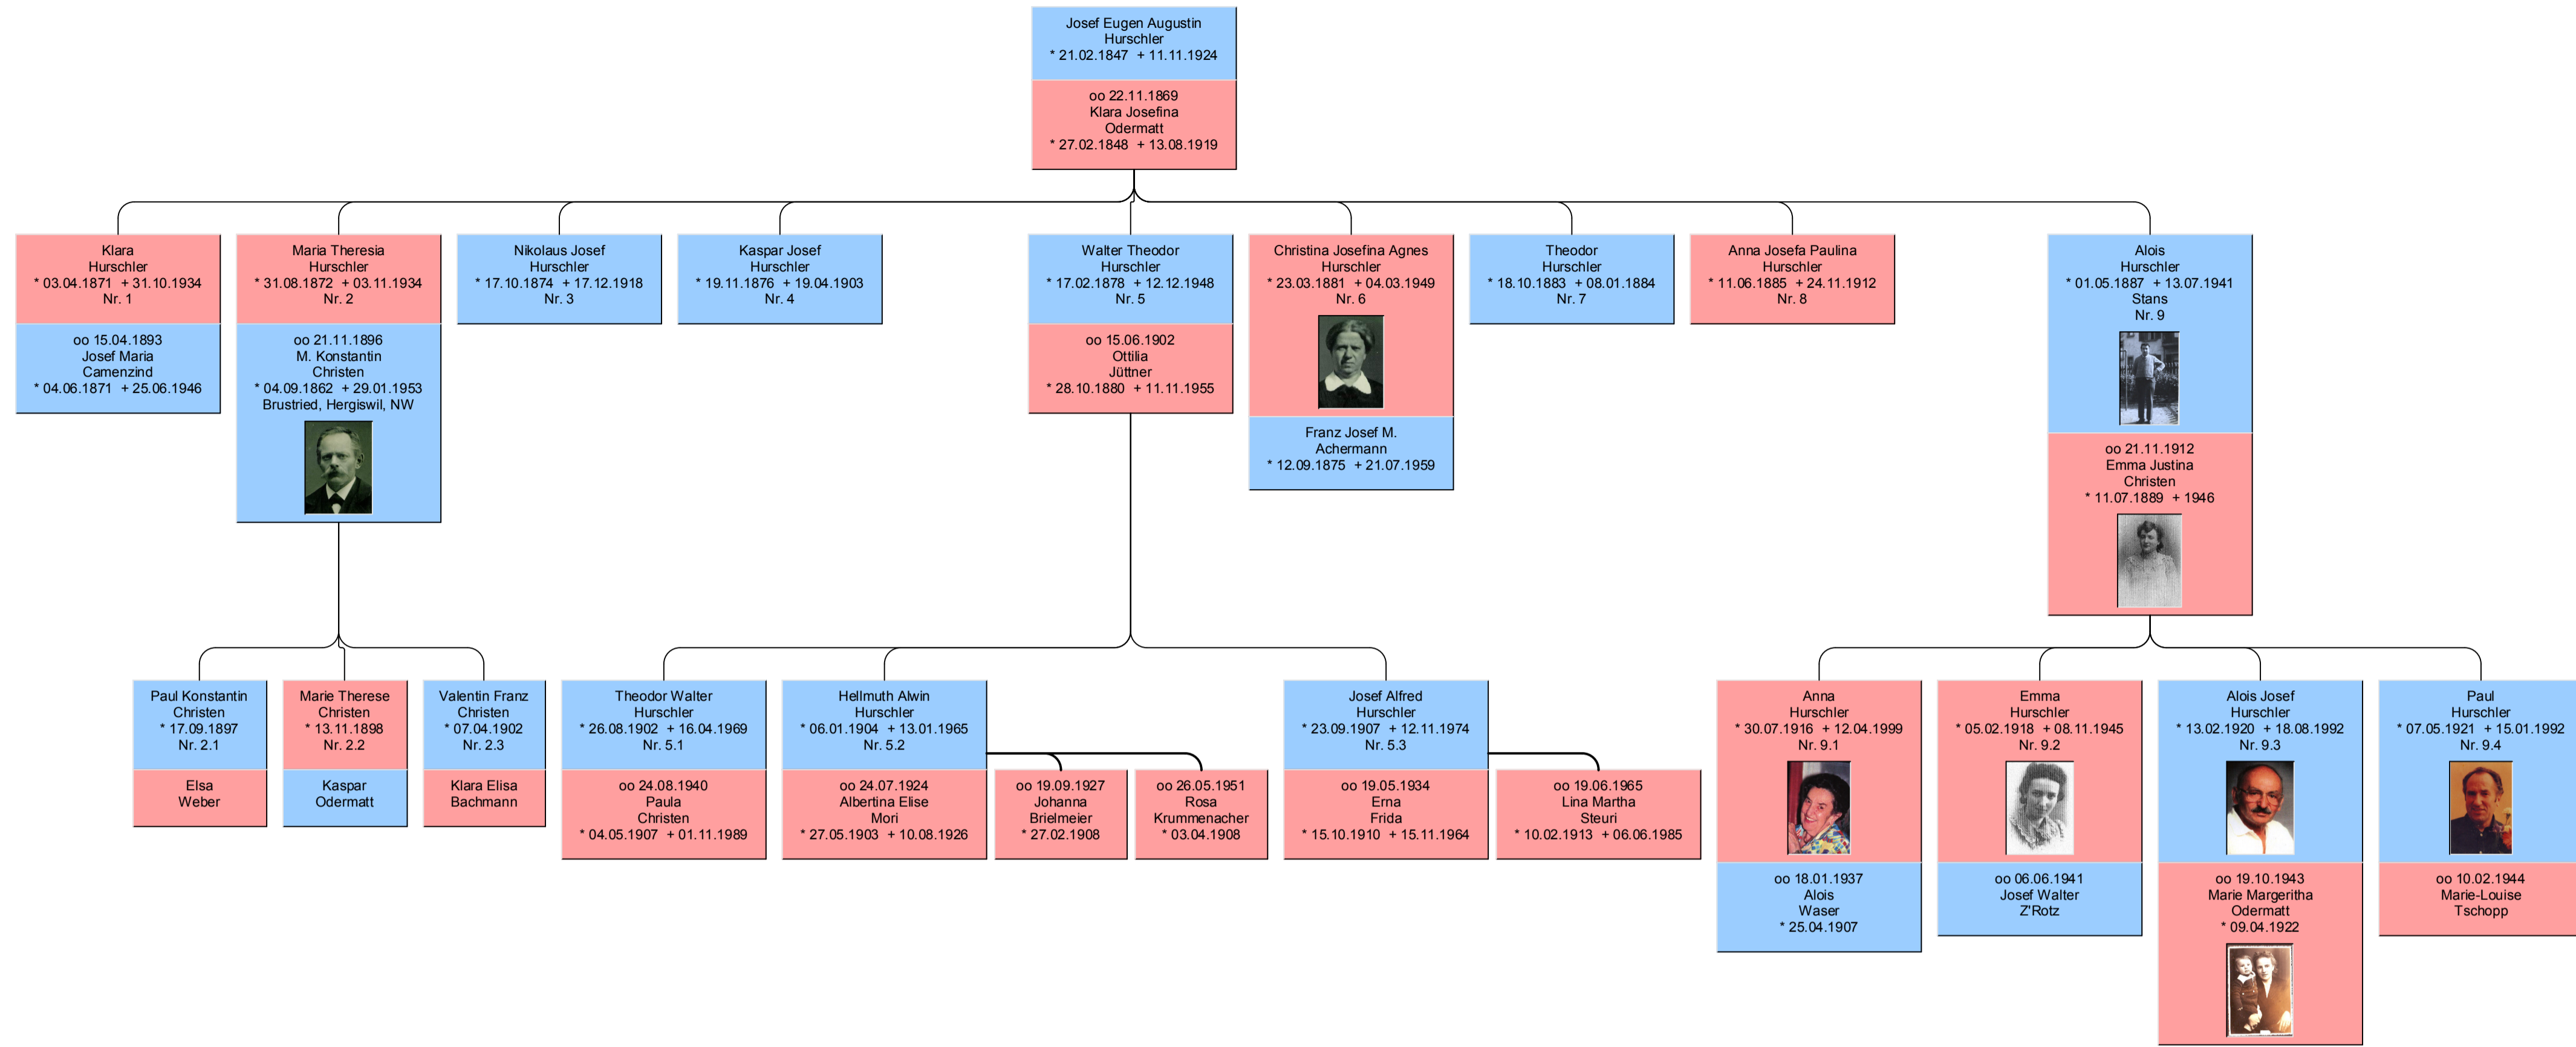 Josef Eugen Augustin
Hurschler
* 21.02.1847 + 11.11.1924
oo 22.11.1869
Klara Josefina
Odermatt
* 27.02.1848 + 13.08.1919
Klara
Hurschler
* 03.04.1871 + 31.10.1934
Nr. 1
oo 15.04.1893
Josef Maria
Camenzind
* 04.06.1871 + 25.06.1946
Maria Theresia
Hurschler
* 31.08.1872 + 03.11.1934
Nr. 2
oo 21.11.1896
M. Konstantin
Christen
* 04.09.1862 + 29.01.1953
Brustried, Hergiswil, NW
Nikolaus Josef
Hurschler
* 17.10.1874 + 17.12.1918
Nr. 3
Kaspar Josef
Hurschler
* 19.11.1876 + 19.04.1903
Nr. 4
Walter Theodor
Hurschler
* 17.02.1878 + 12.12.1948
Nr. 5
oo 15.06.1902
Ottilia
Jüttner
* 28.10.1880 + 11.11.1955
Christina Josefina Agnes
Hurschler
* 23.03.1881 + 04.03.1949
Nr. 6
Franz Josef M.
Achermann
* 12.09.1875 + 21.07.1959
Theodor
Hurschler
* 18.10.1883 + 08.01.1884
Nr. 7
Anna Josefa Paulina
Hurschler
* 11.06.1885 + 24.11.1912
Nr. 8
Alois
Hurschler
* 01.05.1887 + 13.07.1941
Stans
Nr. 9
oo 21.11.1912
Emma Justina
Christen
* 11.07.1889 + 1946
Paul Konstantin
Christen
* 17.09.1897
Nr. 2.1
Elsa
Weber
Marie Therese
Christen
* 13.11.1898
Nr. 2.2
Kaspar
Odermatt
Valentin Franz
Christen
* 07.04.1902
Nr. 2.3
Klara Elisa
Bachmann
Theodor Walter
Hurschler
* 26.08.1902 + 16.04.1969
Nr. 5.1
oo 24.08.1940
Paula
Christen
* 04.05.1907 + 01.11.1989
Hellmuth Alwin
Hurschler
* 06.01.1904 + 13.01.1965
Nr. 5.2
oo 24.07.1924
Albertina Elise
Mori
* 27.05.1903 + 10.08.1926
oo 19.09.1927
Johanna
Brielmeier
* 27.02.1908
oo 26.05.1951
Rosa
Krummenacher
* 03.04.1908
Josef Alfred
Hurschler
* 23.09.1907 + 12.11.1974
Nr. 5.3
oo 19.05.1934
Erna
Frida
* 15.10.1910 + 15.11.1964
oo 19.06.1965
Lina Martha
Steuri
* 10.02.1913 + 06.06.1985
Anna
Hurschler
* 30.07.1916 + 12.04.1999
Nr. 9.1
oo 18.01.1937
Alois
Waser
* 25.04.1907
Emma
Hurschler
* 05.02.1918 + 08.11.1945
Nr. 9.2
oo 06.06.1941
Josef Walter
Z'Rotz
Alois Josef
Hurschler
* 13.02.1920 + 18.08.1992
Nr. 9.3
oo 19.10.1943
Marie Margeritha
Odermatt
* 09.04.1922
Paul
Hurschler
* 07.05.1921 + 15.01.1992
Nr. 9.4
oo 10.02.1944
Marie-Louise
Tschopp